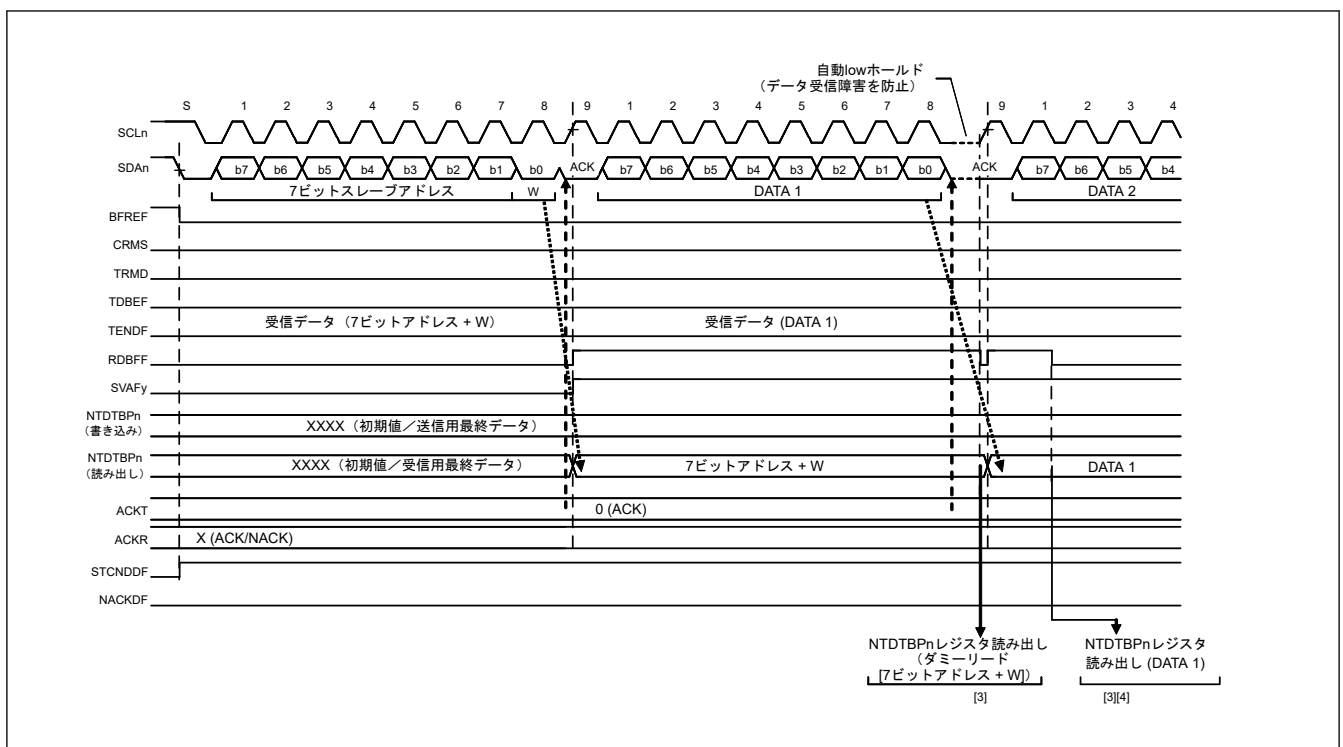 自動lowホールド
（データ受信障害を防止）
S 1 2 3 4 5 6 7 8 9 1 2 3 4 5 6 7 8 9 1 2 3 4
SCLn
SDAn b7 b6 b5 b4 b3 b2 b1 b0 ACK b7 b6 b5 b4 b3 b2 b1 b0 ACK b7 b6 b5 b4
7ビットスレーブアドレス W DATA 1 DATA 2
BFREF
CRMS
TRMD
TDBEF
受信データ（7ビットアドレス + W） 受信データ (DATA 1)
TENDF
RDBFF
SVAFy
NTDTBPn
（書き込み）
XXXX（初期値／送信用最終データ）
NTDTBPn
（読み出し）
XXXX（初期値／受信用最終データ） 7ビットアドレス + W DATA 1
ACKT 0 (ACK)
ACKR X (ACK/NACK)
STCNDDF
NACKDF
NTDTBPnレジスタ読み出し
（ダミーリード
[7ビットアドレス + W]）
[3]
NTDTBPnレジスタ
読み出し (DATA 1)
[3][4]